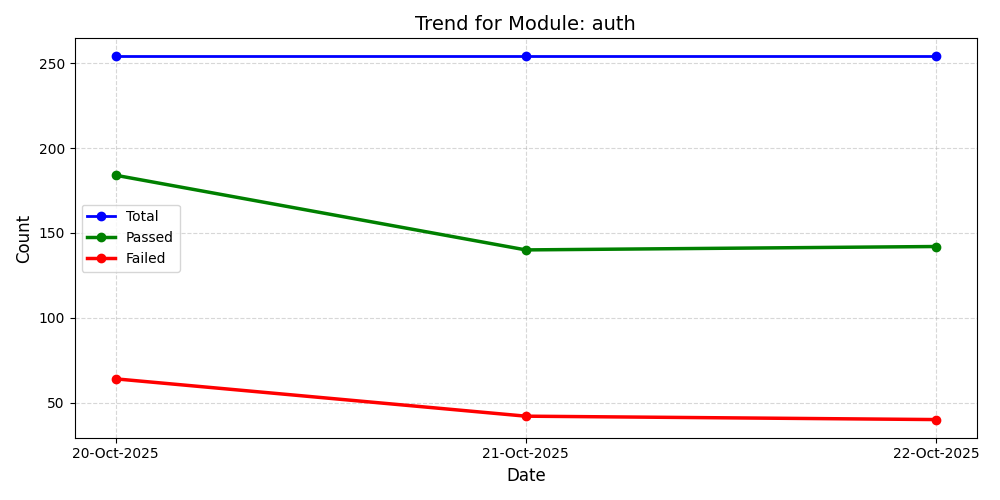 Trend for Module: auth
250
200
150
100
50
Count
Total
Passed
Failed
20-Oct-2025
21-Oct-2025
22-Oct-2025
Date